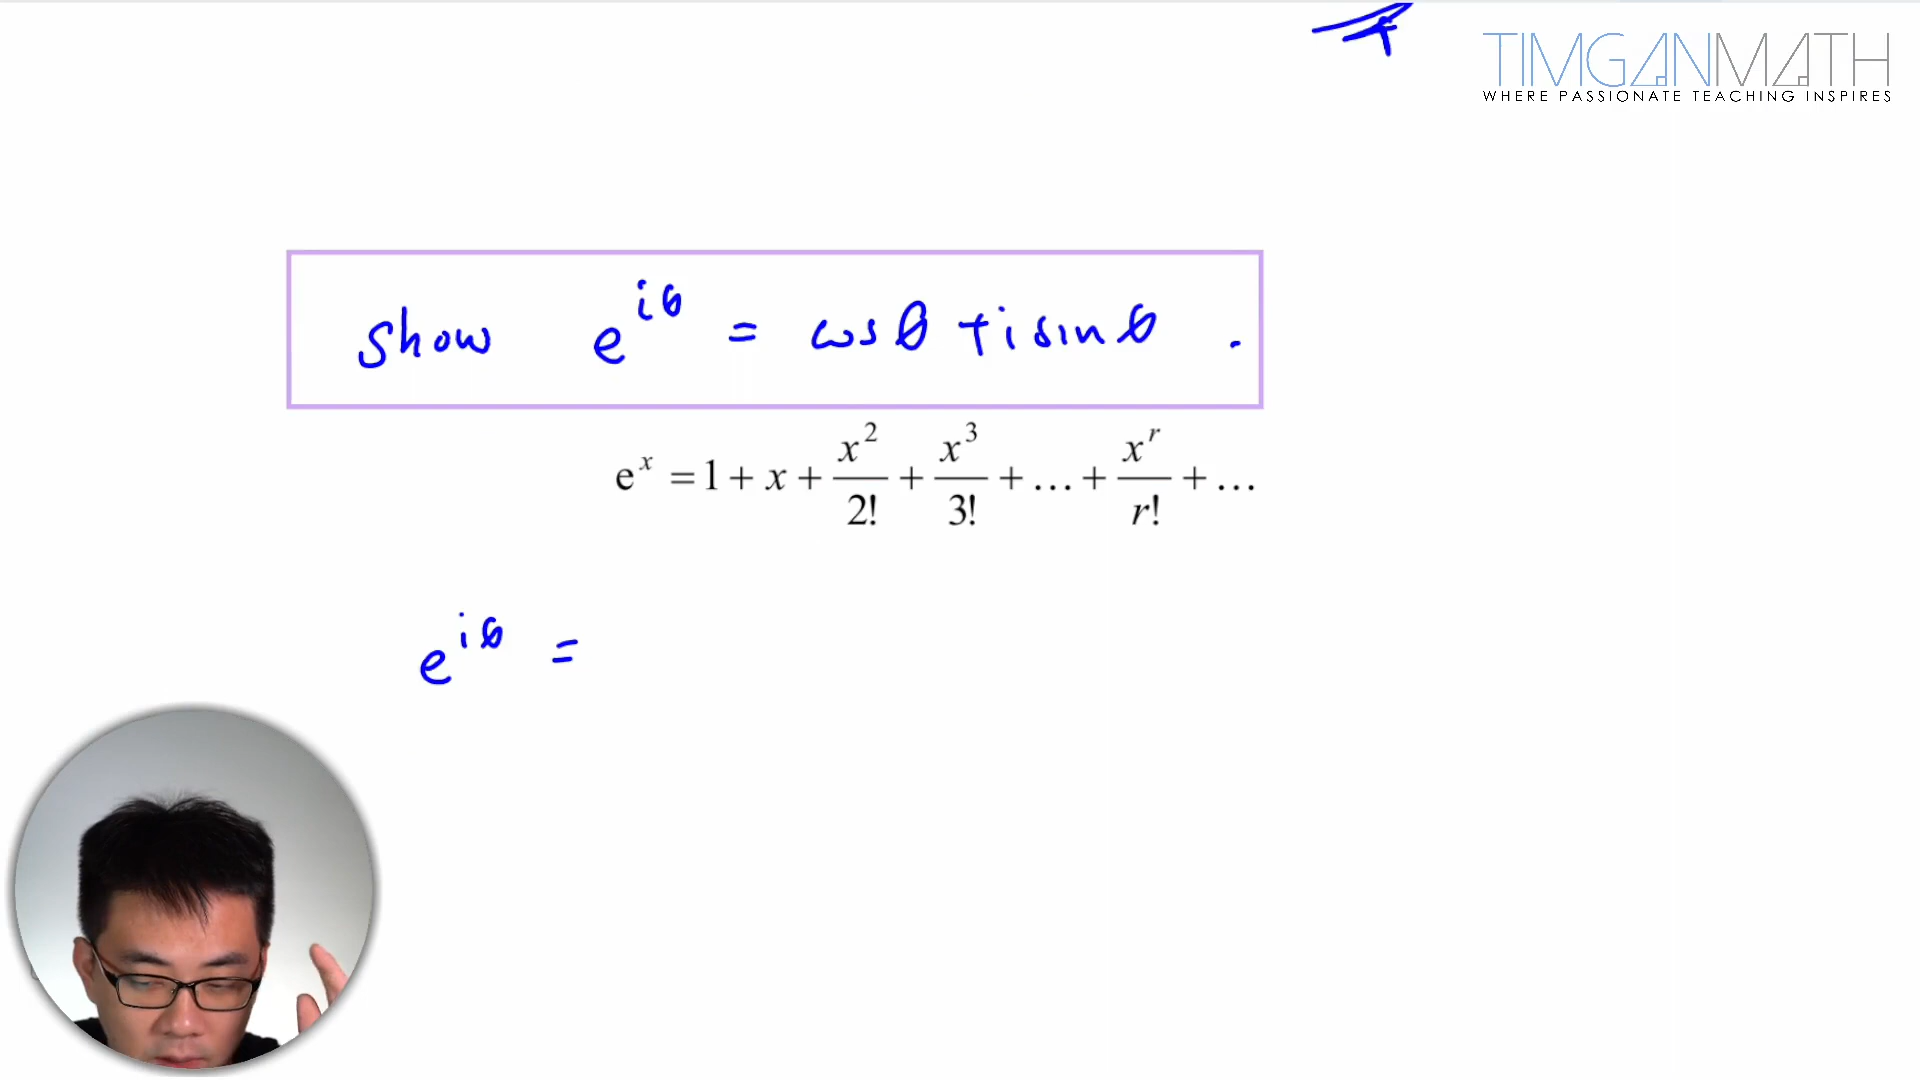 TIMGANMATH
WHERE PASSIONATE TEACHING INSPIRES
show e^{iθ} = cosθ + i sinθ .
e^x = 1 + x + x^2/2! + x^3/3! + … + x^r/r! + …
e^{iθ} =